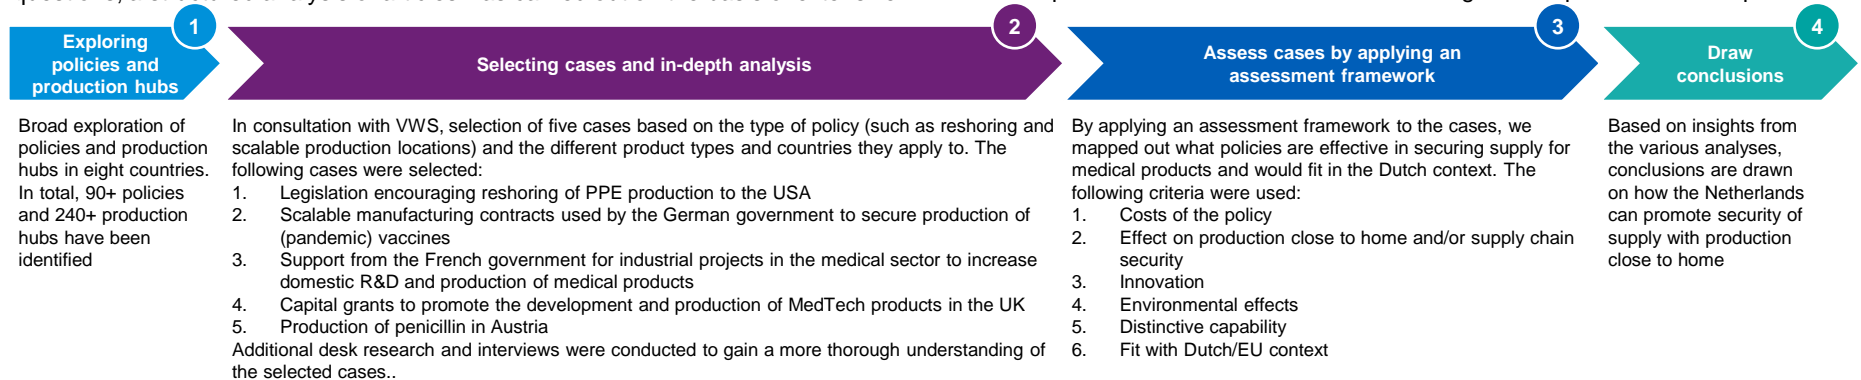 1
Exploring
policies and
production hubs
Broad exploration of
policies and production
hubs in eight countries.
In total, 90+ policies
and 240+ production
hubs have been
identified
2
Selecting cases and in-depth analysis
In consultation with VWS, selection of five cases based on the type of policy (such as reshoring and
scalable production locations) and the different product types and countries they apply to. The
following cases were selected:
1. Legislation encouraging reshoring of PPE production to the USA
2. Scalable manufacturing contracts used by the German government to secure production of
(pandemic) vaccines
3. Support from the French government for industrial projects in the medical sector to increase
domestic R&D and production of medical products
4. Capital grants to promote the development and production of MedTech products in the UK
5. Production of penicillin in Austria
Additional desk research and interviews were conducted to gain a more thorough understanding of
the selected cases..
3
Assess cases by applying an
assessment framework
By applying an assessment framework to the cases, we
mapped out what policies are effective in securing supply for
medical products and would fit in the Dutch context. The
following criteria were used:
1. Costs of the policy
2. Effect on production close to home and/or supply chain
security
3. Innovation
4. Environmental effects
5. Distinctive capability
6. Fit with Dutch/EU context
4
Draw
conclusions
Based on insights from
the various analyses,
conclusions are drawn
on how the Netherlands
can promote security of
supply with production
close to home